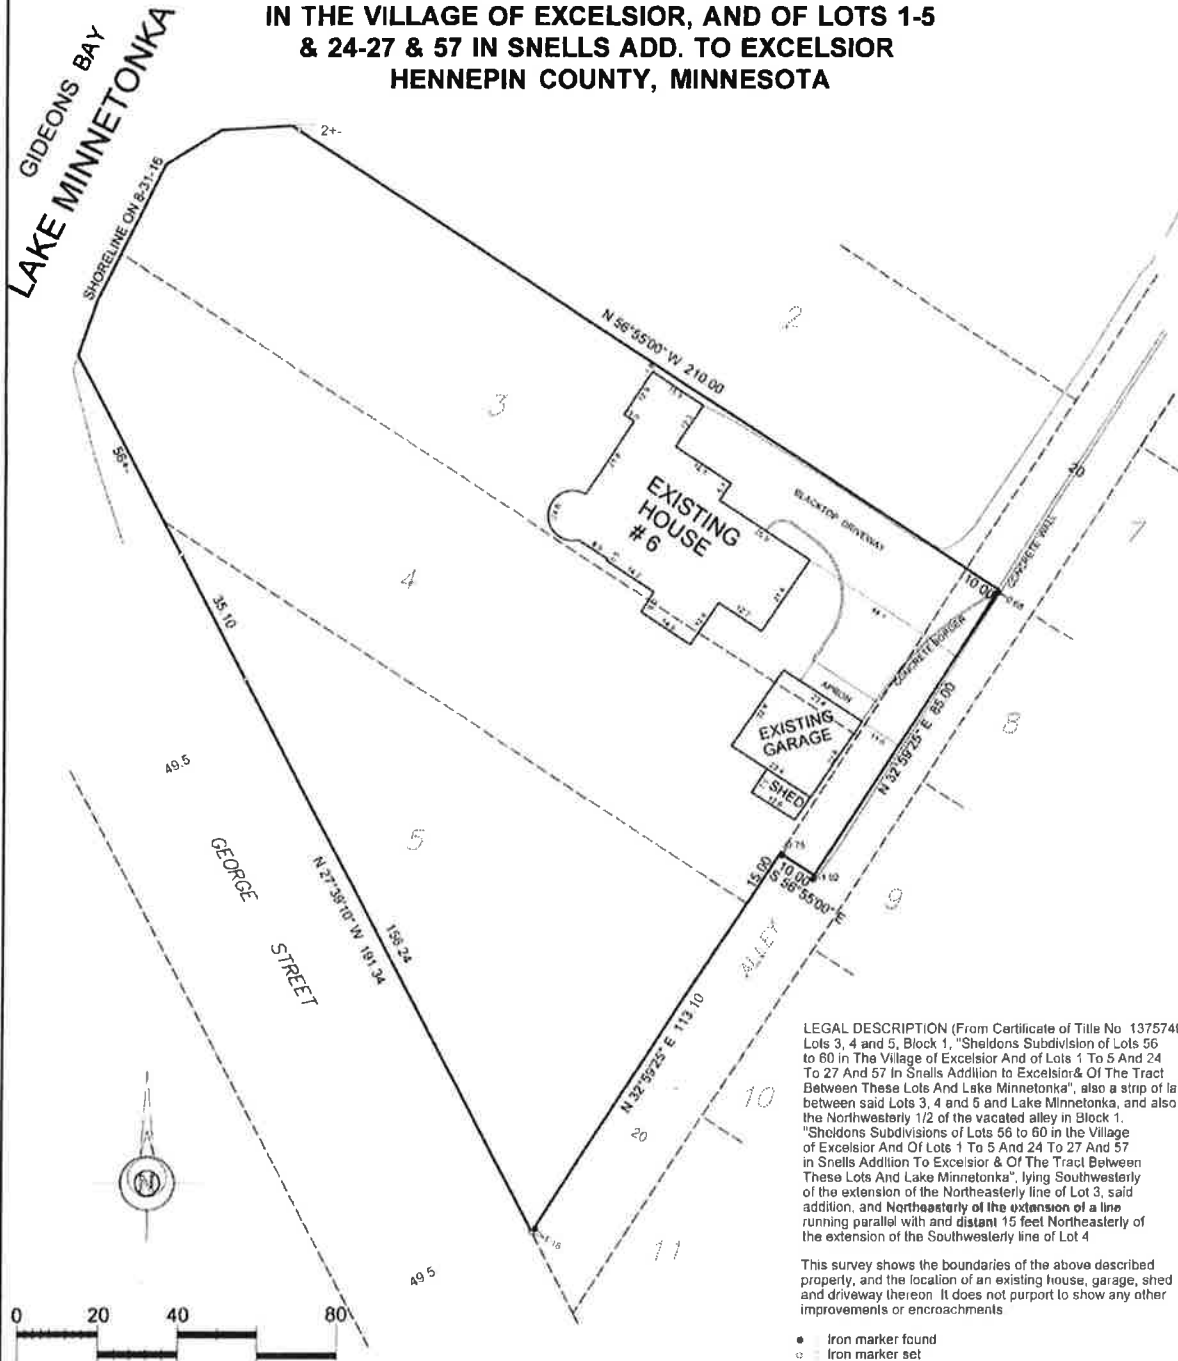 IN THE VILLAGE OF EXCELSIOR, AND OF LOTS 1-5
& 24-27 & 57 IN SNELLS ADD. TO EXCELSIOR
HENNEPIN COUNTY, MINNESOTA
GIDEONS BAY
LAKE MINNETONKA
SHORELINE ON 8-31-16
2+-
N 56°55'00" W 210.00
2
3
EXISTING
HOUSE
#6
BLACKTOP DRIVEWAY
20
CONCRETE WALL
7
56+-
4
35.10
10.00
CONCRETE BORDER
APRON
EXISTING
GARAGE
SHED
N 32°59'25" E 85.00
8
49.5
GEORGE
STREET
5
N 27°39'10" W 191.34
156.24
15.00
10.00
S 56°55'00" E
9
ALLEY
N 32°59'25" E 113.10
20
10
11
49.5
N
0 20 40 80
LEGAL DESCRIPTION (From Certificate of Title No 137574
Lots 3, 4 and 5, Block 1, "Sheldons Subdivision of Lots 56
to 60 in The Village of Excelsior And of Lots 1 To 5 And 24
To 27 And 57 In Snells Addition to Excelsior& Of The Tract
Between These Lots And Lake Minnetonka", also a strip of la
between said Lots 3, 4 and 5 and Lake Minnetonka, and also
the Northwesterly 1/2 of the vacated alley in Block 1.
"Sheldons Subdivisions of Lots 56 to 60 in the Village
of Excelsior And Of Lots 1 To 5 And 24 To 27 And 57
in Snells Addition To Excelsior & Of The Tract Between
These Lots And Lake Minnetonka", lying Southwesterly
of the extension of the Northeasterly line of Lot 3, said
addition, and Northeasterly of the extension of a line
running parallel with and distant 15 feet Northeasterly of
the extension of the Southwesterly line of Lot 4
This survey shows the boundaries of the above described
property, and the location of an existing house, garage, shed
and driveway thereon It does not purport to show any other
improvements or encroachments
Iron marker found
Iron marker set